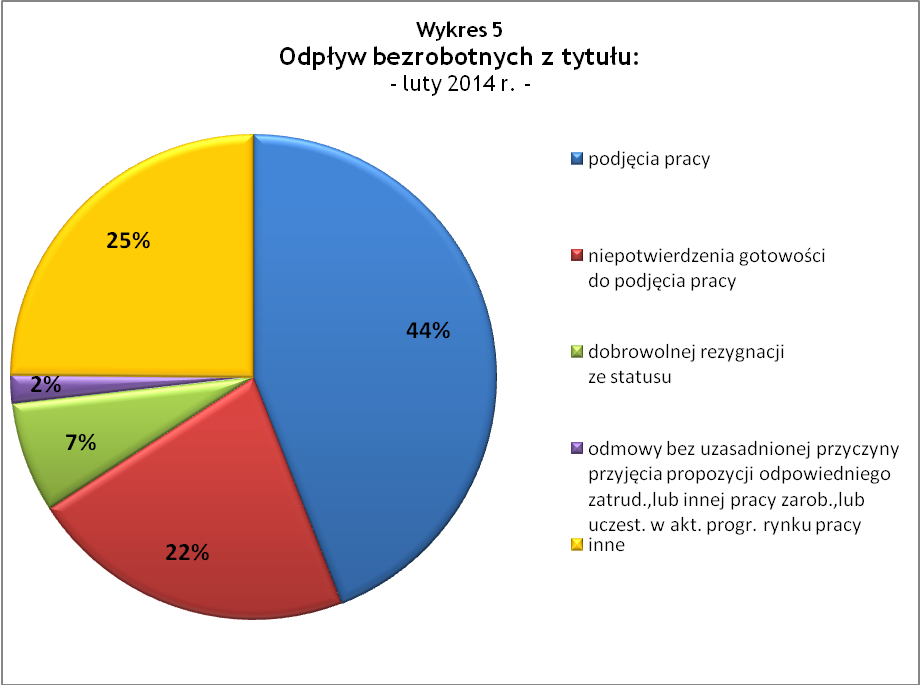 Wykres 5
Odpływ bezrobotnych z tytułu:
- luty 2014 r. -
podjęcia pracy
25%
niepotwierdzenia gotowości
do podjęcia pracy
44%
dobrowolnej rezygnacji
ze statusu
2%
7%
odmowy bez uzasadnionej przyczyny
przyjęcia propozycji odpowiedniego
zatrud.,lub innej pracy zarob.,lub
uczest. w akt. progr. rynku pracy
inne
22%